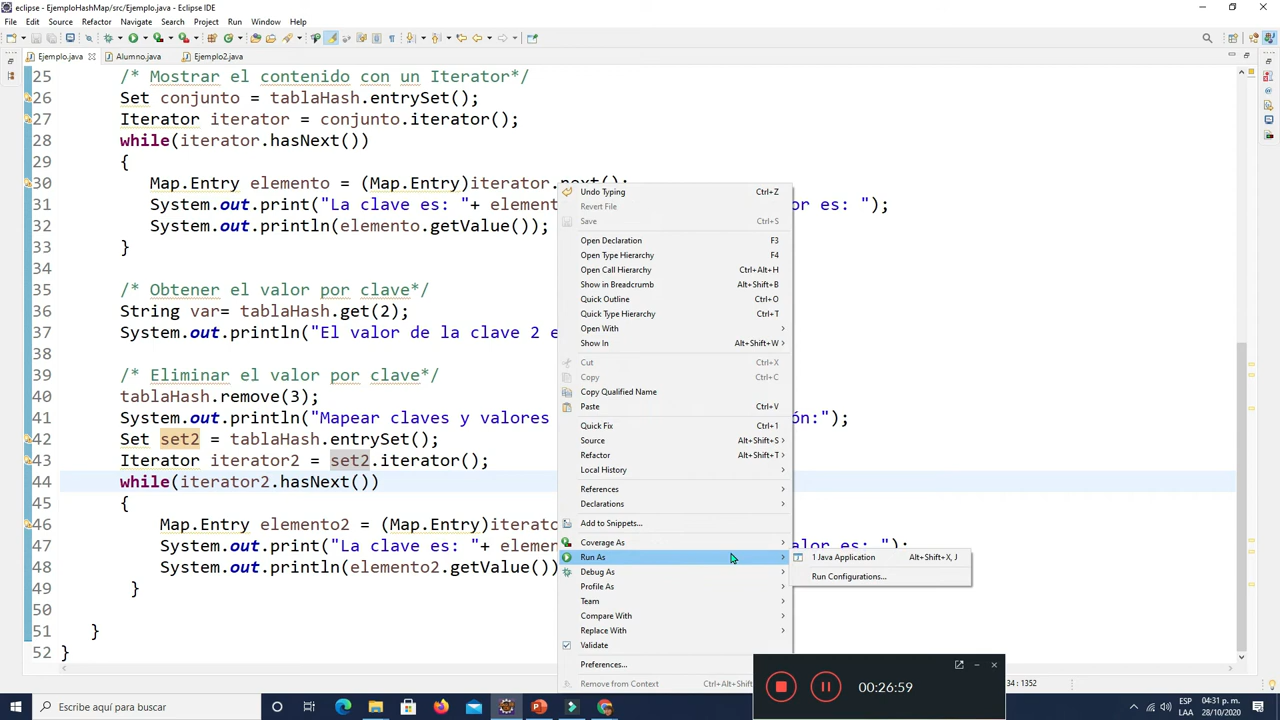 eclipse - EjemploHashMap/src/Ejemplo.java - Eclipse IDE
File Edit Source Refactor Navigate Search Project Run Window Help
Ejemplo.java Alumno.java Ejemplo2.java
25 /* Mostrar el contenido con un Iterator*/
26 Set conjunto = tablaHash.entrySet();
27 Iterator iterator = conjunto.iterator();
28 while(iterator.hasNext())
29 {
30 Map.Entry elemento = (Map.Entry)iterator.next();
31 System.out.print("La clave es: "+ element or es: ");
32 System.out.println(elemento.getValue());
33 }
34
35 /* Obtener el valor por clave*/
36 String var= tablaHash.get(2);
37 System.out.println("El valor de la clave 2 e
38
39 /* Eliminar el valor por clave*/
40 tablaHash.remove(3);
41 System.out.println("Mapear claves y valores ón:");
42 Set set2 = tablaHash.entrySet();
43 Iterator iterator2 = set2.iterator();
44 while(iterator2.hasNext())
45 {
46 Map.Entry elemento2 = (Map.Entry)iterato
47 System.out.print("La clave es: "+ elem valor es: ");
48 System.out.println(elemento2.getValue())
49 }
50
51 }
52 }
Undo Typing Ctrl+Z
Revert File
Save Ctrl+S
Open Declaration F3
Open Type Hierarchy F4
Open Call Hierarchy Ctrl+Alt+H
Show in Breadcrumb Alt+Shift+B
Quick Outline Ctrl+O
Quick Type Hierarchy Ctrl+T
Open With
Show In Alt+Shift+W
Cut Ctrl+X
Copy Ctrl+C
Copy Qualified Name
Paste Ctrl+V
Quick Fix Ctrl+1
Source Alt+Shift+S
Refactor Alt+Shift+T
Local History
References
Declarations
Add to Snippets...
Coverage As
Run As
Debug As
Profile As
Team
Compare With
Replace With
Validate
Preferences...
Remove from Context Ctrl+Alt+Shift
1 Java Application Alt+Shift+X, J
Run Configurations...
00:26:59
34 : 1352
Escribe aquí para buscar
ESP 04:31 p. m.
LAA 28/10/2020